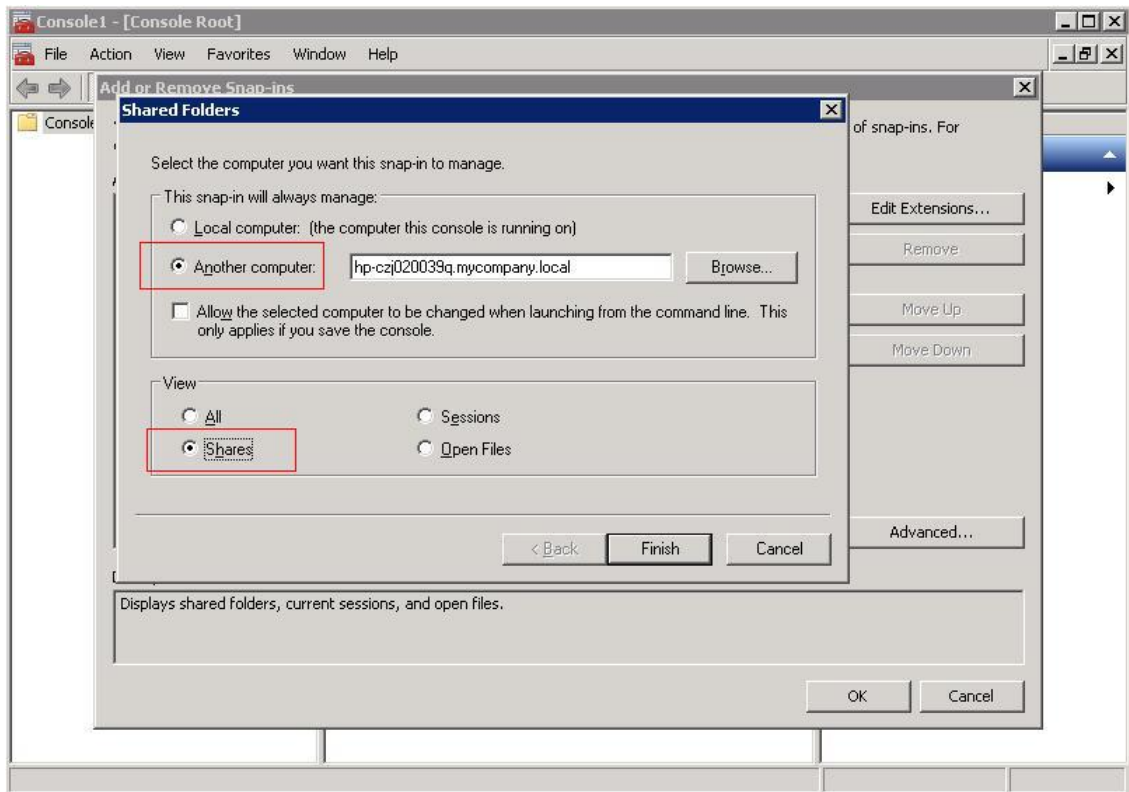 Console1 - [Console Root]
File Action View Favorites Window Help
Add or Remove Snap-ins
Console
of snap-ins. For
Shared Folders
Select the computer you want this snap-in to manage.
This snap-in will always manage:
Local computer: (the computer this console is running on)
Another computer:
hp-czj020039q.mycompany.local
Browse...
Allow the selected computer to be changed when launching from the command line. This
only applies if you save the console.
View
All
Sessions
Shares
Open Files
< Back
Finish
Cancel
Edit Extensions...
Remove
Move Up
Move Down
Advanced...
Displays shared folders, current sessions, and open files.
OK
Cancel